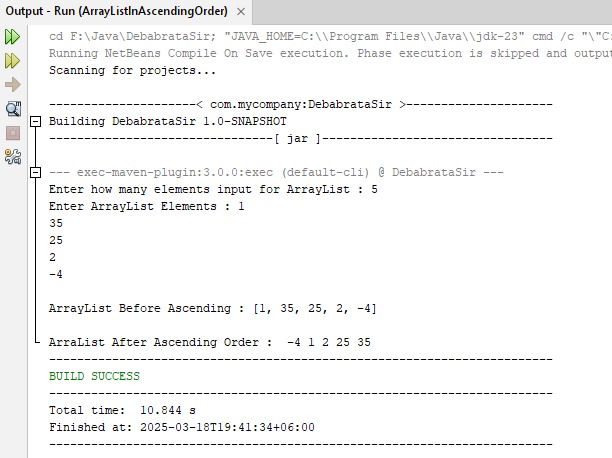 Output - Run (ArrayListInAscendingOrder) ×
cd F:\Java\DebabrataSir; "JAVA_HOME=C:\\Program Files\\Java\\jdk-23" cmd /c "\"C:
Running NetBeans Compile On Save execution. Phase execution is skipped and output
Scanning for projects...
---------------------< com.mycompany:DebabrataSir >---------------------
Building DebabrataSir 1.0-SNAPSHOT
--------------------------------[ jar ]---------------------------------
--- exec-maven-plugin:3.0.0:exec (default-cli) @ DebabrataSir ---
Enter how many elements input for ArrayList : 5
Enter ArrayList Elements : 1
35
25
2
-4
ArrayList Before Ascending : [1, 35, 25, 2, -4]
ArraList After Ascending Order :  -4 1 2 25 35
------------------------------------------------------------------------
BUILD SUCCESS
------------------------------------------------------------------------
Total time:  10.844 s
Finished at: 2025-03-18T19:41:34+06:00
------------------------------------------------------------------------